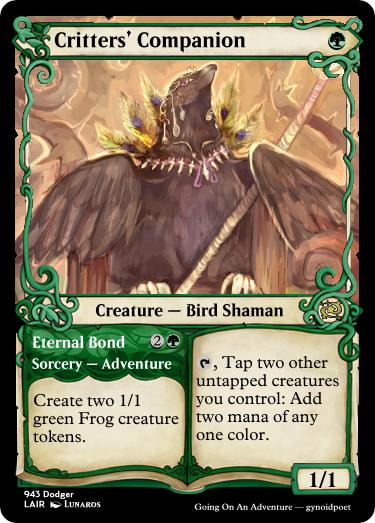 Critters' Companion
Creature — Bird Shaman
Eternal Bond 2
Sorcery — Adventure
Create two 1/1
green Frog creature
tokens.
, Tap two other
untapped creatures
you control: Add
two mana of any
one color.
1/1
943 Dodger
LAIR Lunaros
Going On An Adventure — gynoidpoet